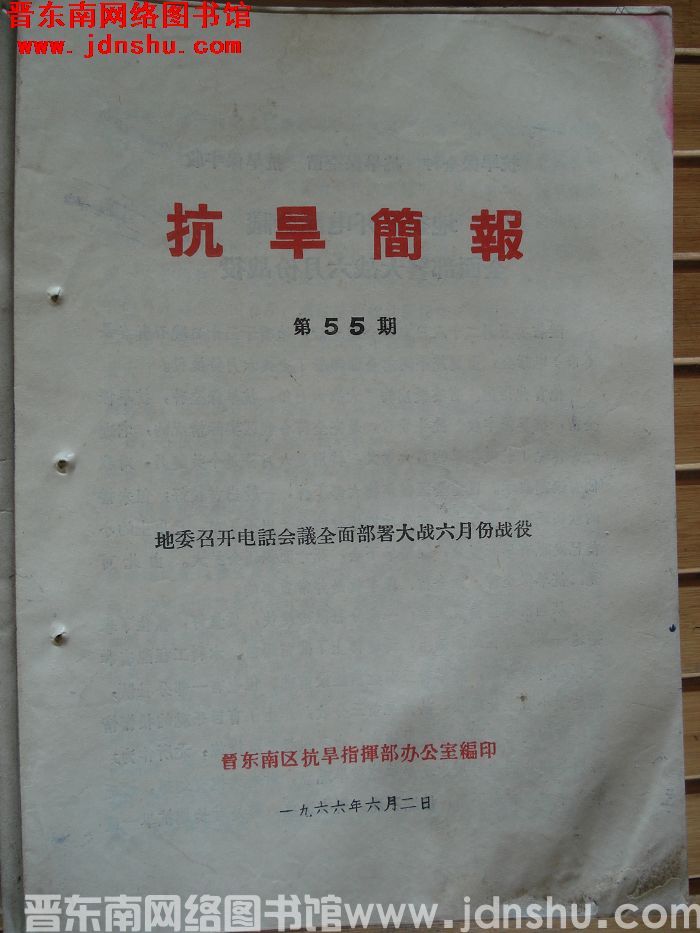 晋东南网络图书馆
www.jdnshu.com
抗旱簡報
第55期
地委召开电話会議全面部署大战六月份战役
晉东南区抗旱指揮部办公室編印
一九六六年六月二日
晋东南网络图书馆www.jdnshu.com